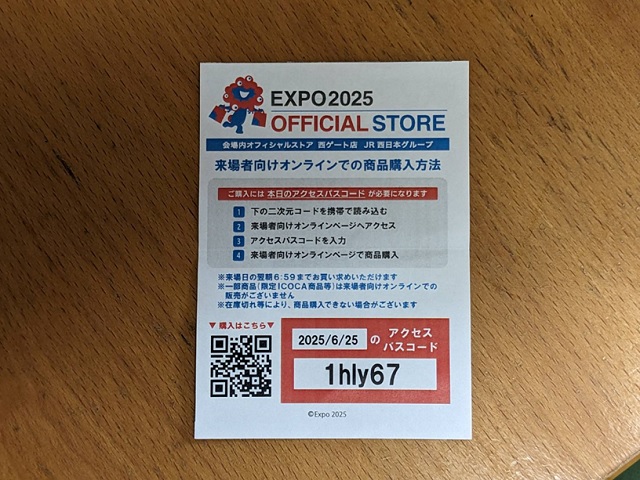 EXPO2025
OFFICIAL STORE
会場内オフィシャルストア 西ゲート店 JR西日本グループ
来場者向けオンラインでの商品購入方法
ご購入には 本日のアクセスパスコード が必要になります
1 下の二次元コードを携帯で読み込む
2 来場者向けオンラインページへアクセス
3 アクセスパスコードを入力
4 来場者向けオンラインページで商品購入
※来場日の翌朝6:59までお買い求めいただけます
※一部商品(限定ICOCA商品等)は来場者向けオンラインでの
販売がございません
※在庫切れ等により、商品購入できない場合がございます
▼購入はこちら▼
2025/6/25 の アクセス
パスコード
1hly67
©Expo 2025